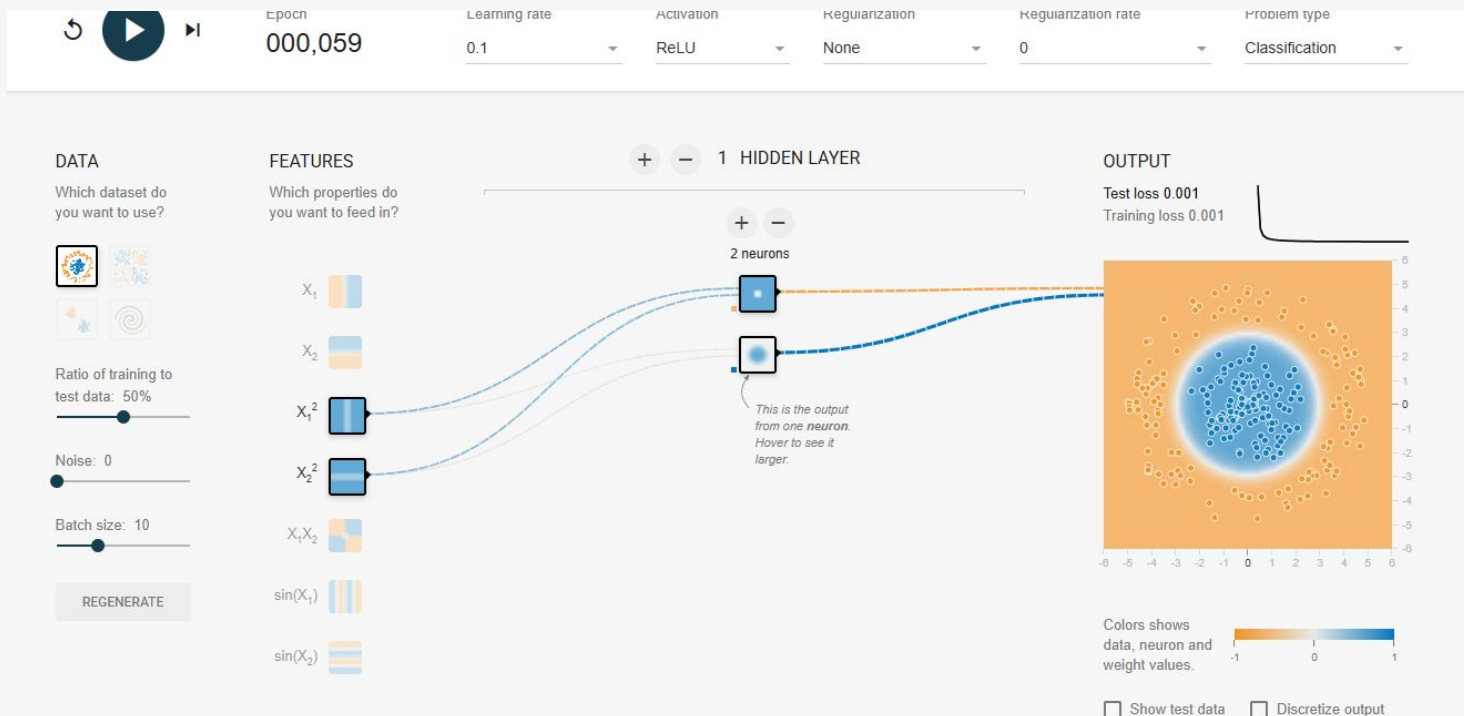 Epoch
Learning rate
Activation
Regularization
Regularization rate
Problem type
000,059
0.1
ReLU
None
0
Classification
DATA
Which dataset do
you want to use?
Ratio of training to
test data: 50%
Noise: 0
Batch size: 10
REGENERATE
FEATURES
Which properties do
you want to feed in?
X₁
X₂
X₁²
X₂²
X₁X₂
sin(X₁)
sin(X₂)
+ − 1 HIDDEN LAYER
+ −
2 neurons
This is the output
from one neuron.
Hover to see it
larger.
OUTPUT
Test loss 0.001
Training loss 0.001
6
5
4
3
2
1
0
-1
-2
-3
-4
-5
-6
-6 -5 -4 -3 -2 -1 0 1 2 3 4 5 6
Colors shows
data, neuron and
weight values.
-1 0 1
Show test data
Discretize output